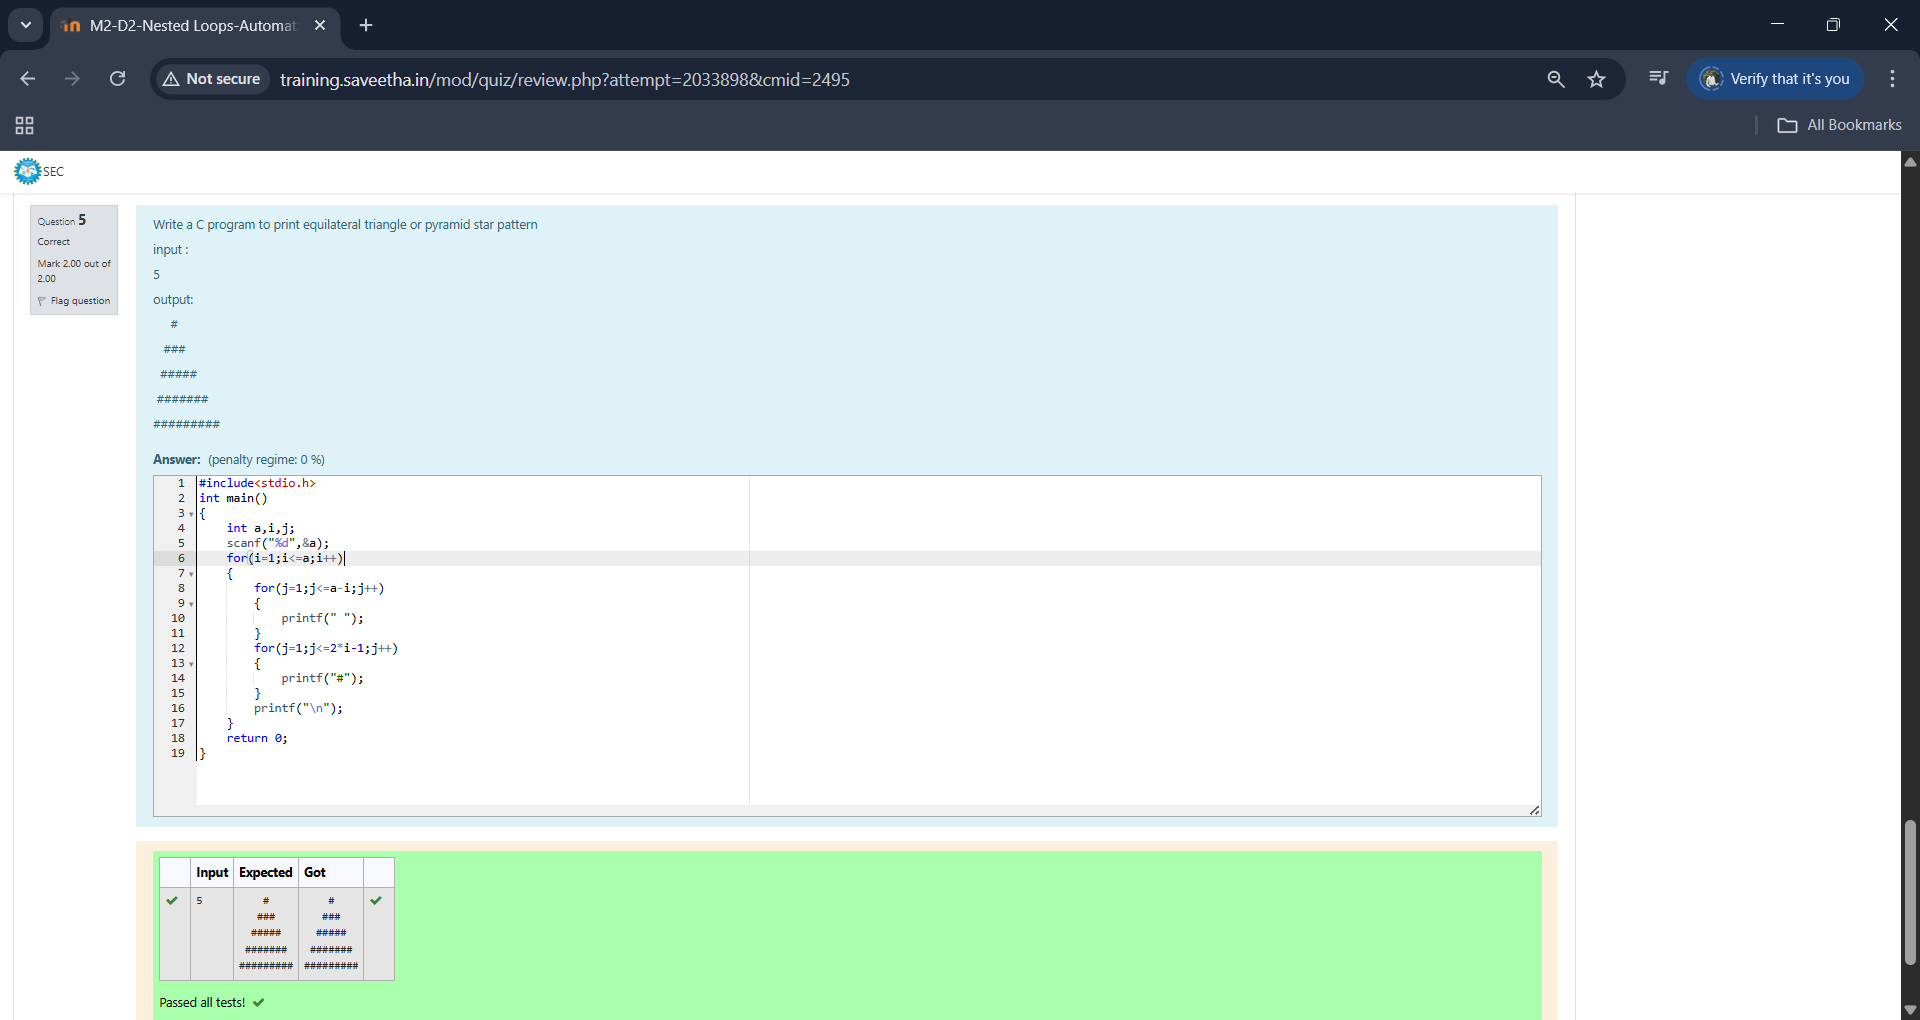 M2-D2-Nested Loops-Automat
Not secure
training.saveetha.in/mod/quiz/review.php?attempt=2033898&cmid=2495
Verify that it's you
All Bookmarks
SEC
Question 5
Correct
Mark 2.00 out of
2.00
Flag question
Write a C program to print equilateral triangle or pyramid star pattern
input :
5
output:
#
###
#####
#######
#########
Answer: (penalty regime: 0 %)
1 #include<stdio.h>
2 int main()
3 {
4 int a,i,j;
5 scanf("%d",&a);
6 for(i=1;i<=a;i++)
7 {
8 for(j=1;j<=a-i;j++)
9 {
10 printf(" ");
11 }
12 for(j=1;j<=2*i-1;j++)
13 {
14 printf("#");
15 }
16 printf("\n");
17 }
18 return 0;
19 }
Input Expected Got
5 # #
### ###
##### #####
####### #######
######### #########
Passed all tests!